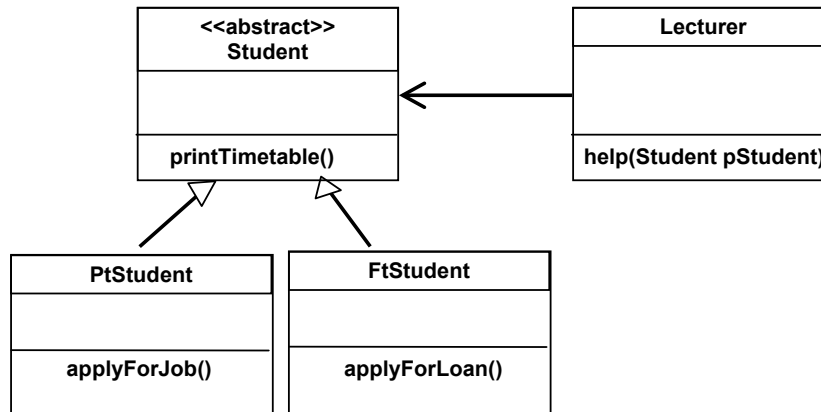 <<abstract>>
Student
printTimetable()
Lecturer
help(Student pStudent)
PtStudent
applyForJob()
FtStudent
applyForLoan()